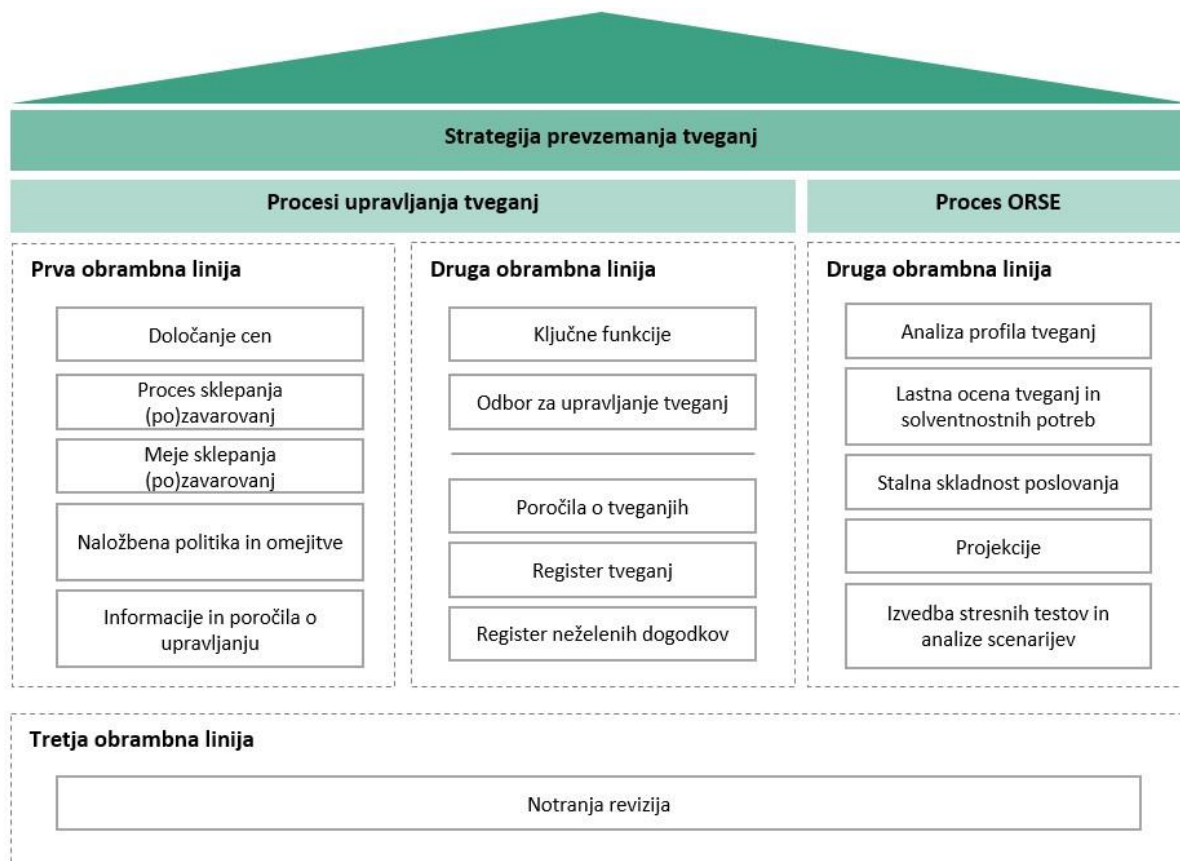 Strategija prevzemanja tveganj
Procesi upravljanja tveganj
Proces ORSE
Prva obrambna linija
Določanje cen
Proces sklepanja
(po)zavarovanj
Meje sklepanja
(po)zavarovanj
Naložbena politika in omejitve
Informacije in poročila o
upravljanju
Druga obrambna linija
Ključne funkcije
Odbor za upravljanje tveganj
Poročila o tveganjih
Register tveganj
Register neželenih dogodkov
Druga obrambna linija
Analiza profila tveganj
Lastna ocena tveganj in
solventnostnih potreb
Stalna skladnost poslovanja
Projekcije
Izvedba stresnih testov in
analize scenarijev
Tretja obrambna linija
Notranja revizija